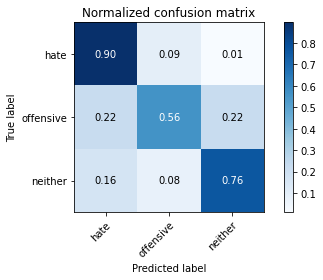 Normalized confusion matrix
True label
hate 0.90 0.09 0.01
offensive 0.22 0.56 0.22
neither 0.16 0.08 0.76
hate offensive neither
Predicted label
0.8
0.7
0.6
0.5
0.4
0.3
0.2
0.1